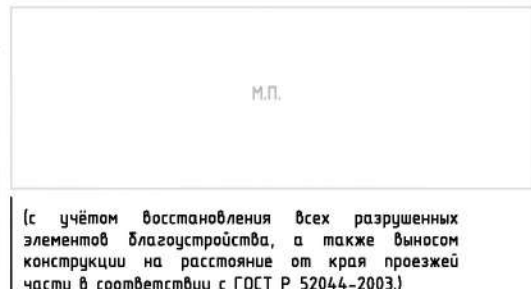 М.П.
(с учётом восстановления всех разрушенных
элементов благоустройства, а также выносом
конструкции на расстояние от края проезжей
части в соответствии с ГОСТ Р 52044-2003.)